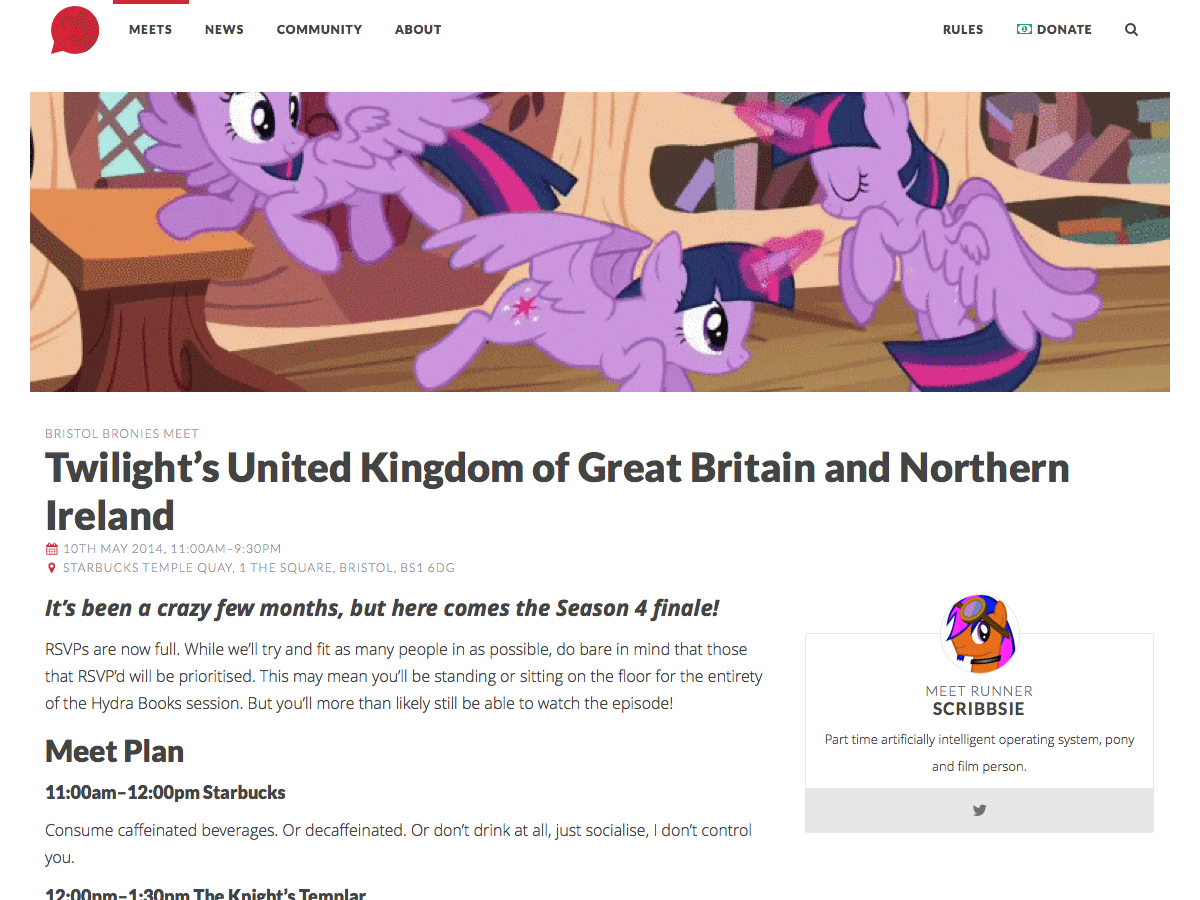 MEETS NEWS COMMUNITY ABOUT RULES DONATE
BRISTOL BRONIES MEET
Twilight’s United Kingdom of Great Britain and Northern
Ireland
10TH MAY 2014, 11:00AM–9:30PM
STARBUCKS TEMPLE QUAY, 1 THE SQUARE, BRISTOL, BS1 6DG
It’s been a crazy few months, but here comes the Season 4 finale!
RSVPs are now full. While we’ll try and fit as many people in as possible, do bare in mind that those
that RSVP’d will be prioritised. This may mean you’ll be standing or sitting on the floor for the entirety
of the Hydra Books session. But you’ll more than likely still be able to watch the episode!
Meet Plan
11:00am–12:00pm Starbucks
Consume caffeinated beverages. Or decaffeinated. Or don’t drink at all, just socialise, I don’t control
you.
12:00pm–1:30pm The Knight’s Templar
MEET RUNNER
SCRIBBSIE
Part time artificially intelligent operating system, pony
and film person.